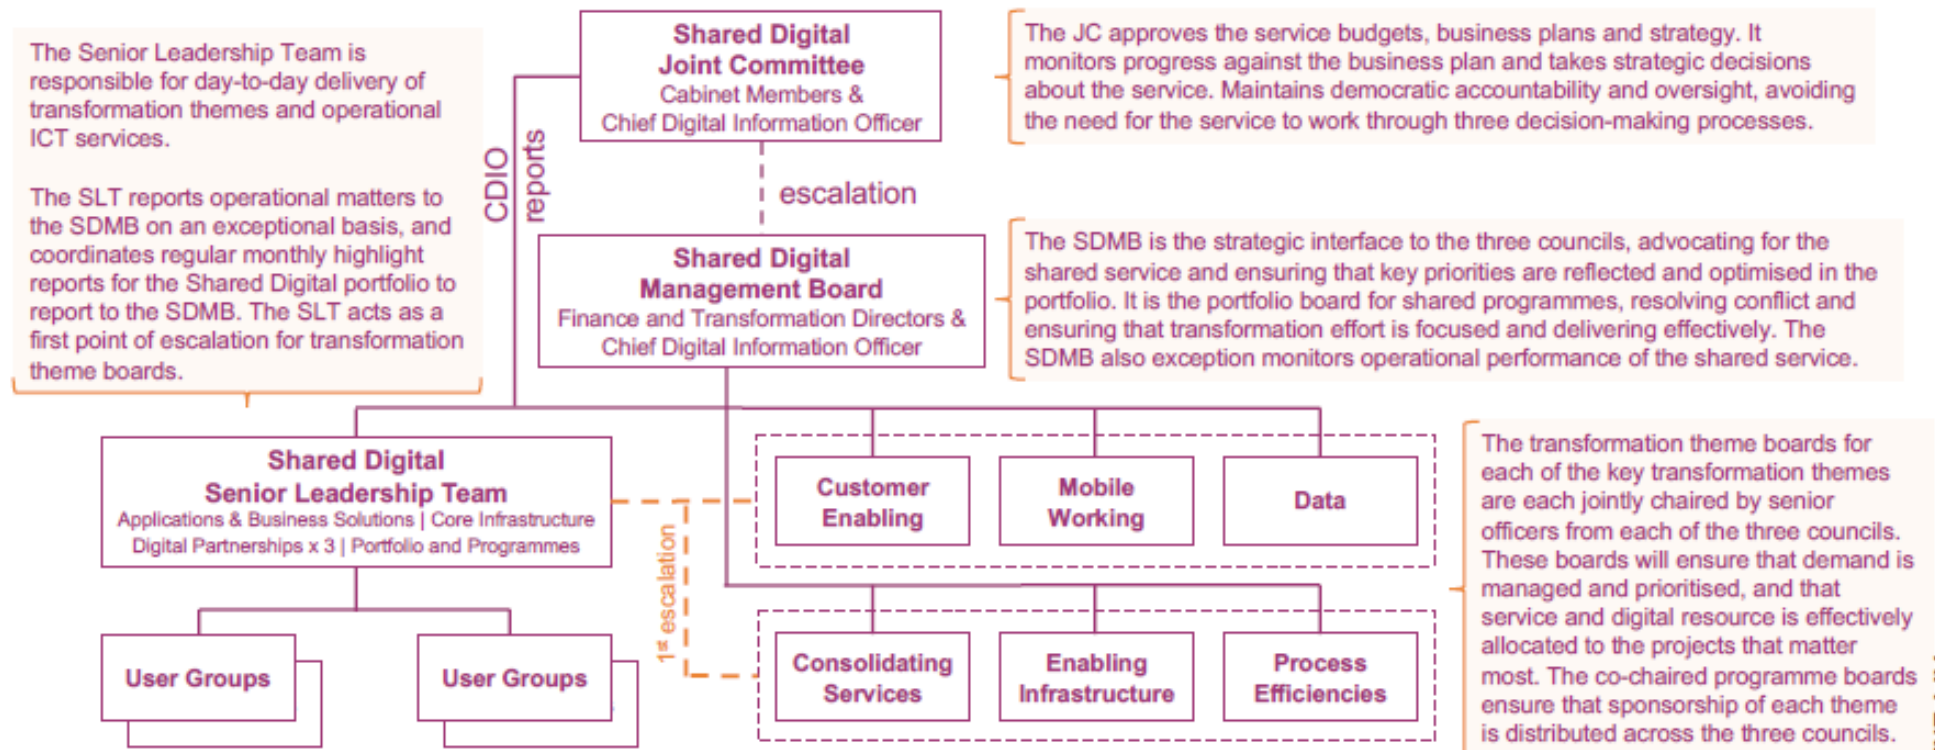 The Senior Leadership Team is
responsible for day-to-day delivery of
transformation themes and operational
ICT services.
The SLT reports operational matters to
the SDMB on an exceptional basis, and
coordinates regular monthly highlight
reports for the Shared Digital portfolio to
report to the SDMB. The SLT acts as a
first point of escalation for transformation
theme boards.
Shared Digital
Joint Committee
Cabinet Members &
Chief Digital Information Officer
The JC approves the service budgets, business plans and strategy. It
monitors progress against the business plan and takes strategic decisions
about the service. Maintains democratic accountability and oversight, avoiding
the need for the service to work through three decision-making processes.
CDIO
reports
escalation
Shared Digital
Management Board
Finance and Transformation Directors &
Chief Digital Information Officer
The SDMB is the strategic interface to the three councils, advocating for the
shared service and ensuring that key priorities are reflected and optimised in the
portfolio. It is the portfolio board for shared programmes, resolving conflict and
ensuring that transformation effort is focused and delivering effectively. The
SDMB also exception monitors operational performance of the shared service.
Shared Digital
Senior Leadership Team
Applications & Business Solutions | Core Infrastructure
Digital Partnerships x 3 | Portfolio and Programmes
Customer
Enabling
Mobile
Working
Data
1st escalation
User Groups
User Groups
Consolidating
Services
Enabling
Infrastructure
Process
Efficiencies
The transformation theme boards for
each of the key transformation themes
are each jointly chaired by senior
officers from each of the three councils.
These boards will ensure that demand is
managed and prioritised, and that
service and digital resource is effectively
allocated to the projects that matter
most. The co-chaired programme boards
ensure that sponsorship of each theme
is distributed across the three councils.